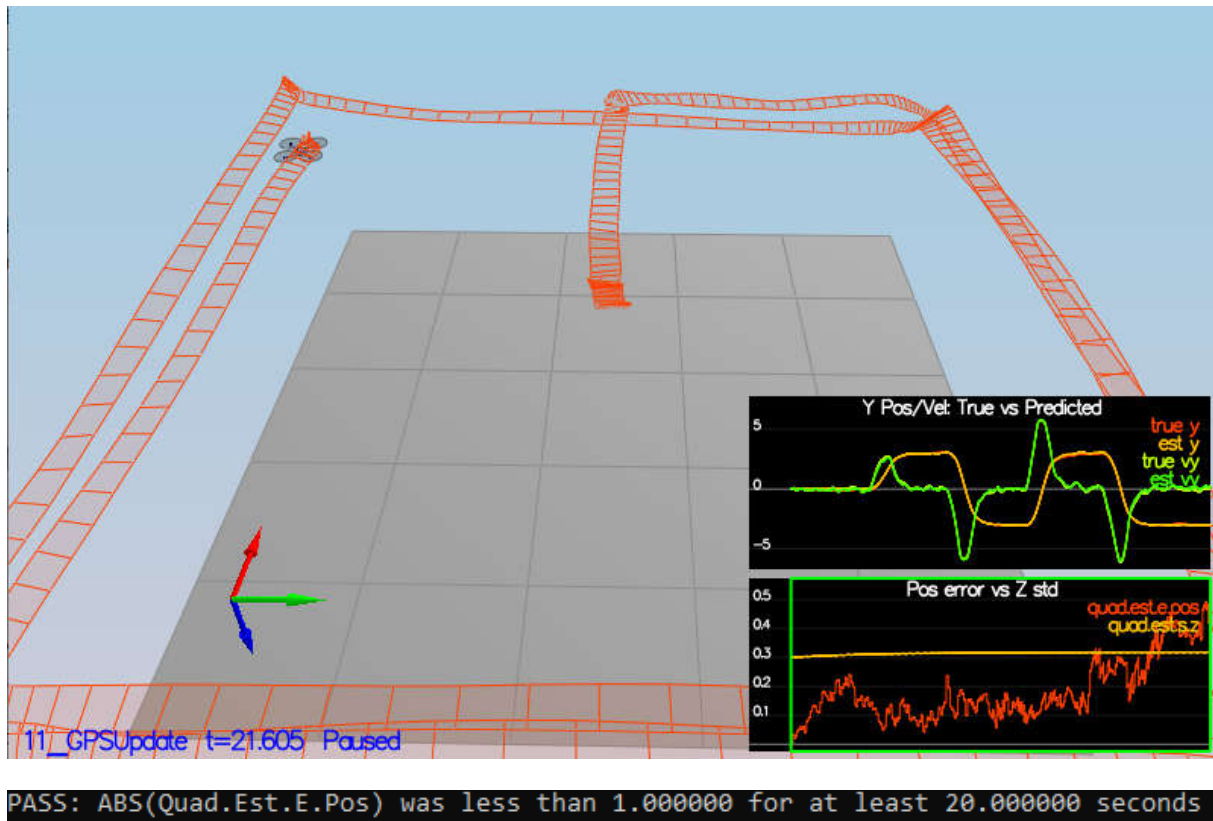 Y Pos/Vel: True vs Predicted
5
true y
est y
true vy
0
est vy
−5
Pos error vs Z std
0.5
quad.est.e.pos
0.4
quad.est.s.z
0.3
0.2
0.1
11_GPSUpdate t=21.605 Paused
PASS: ABS(Quad.Est.E.Pos) was less than 1.000000 for at least 20.000000 seconds